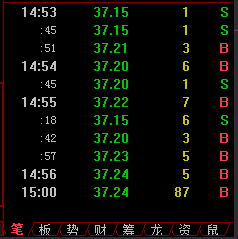 14:53 37.15 1 S
:45 37.15 1 S
:51 37.21 3 B
14:54 37.20 6 B
:45 37.20 1 S
14:55 37.22 7 B
:18 37.15 6 S
:42 37.20 3 B
:57 37.23 5 B
14:56 37.24 5 B
15:00 37.24 87 B
笔 板 势 财 筹 龙 资 鼠